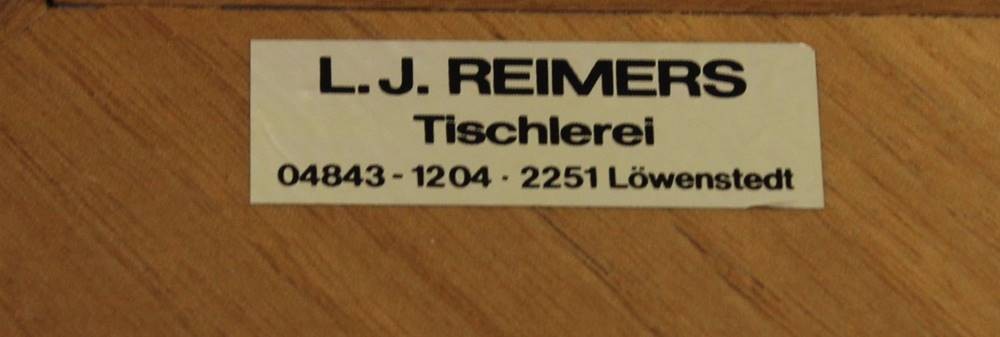 L. J. REIMERS
Tischlerei
04843 - 1204 · 2251 Löwenstedt